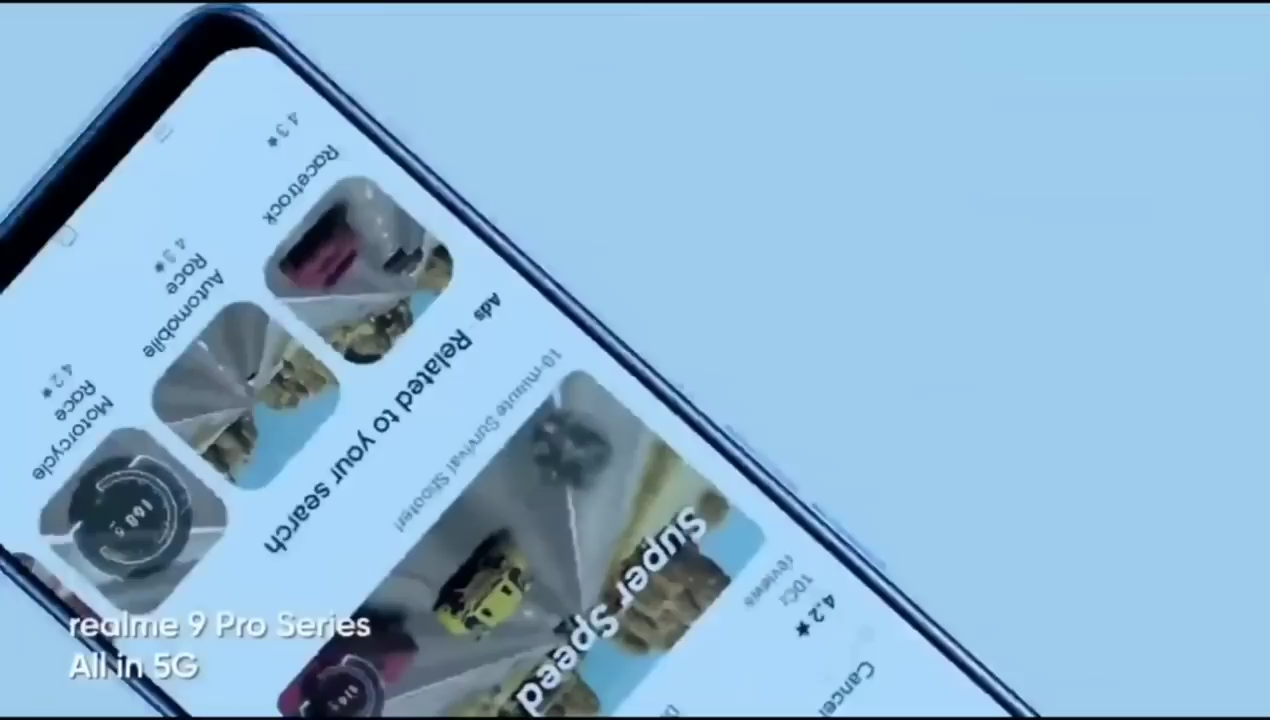 Cancel
4.2★
10Cr
reviews
Super Speed
10-minute Survival Shooter!
Ads · Related to your search
Racetrack
4.3★
Automobile
Race
4.3★
Motorcycle
Race
4.2★
160
realme 9 Pro Series
All in 5G